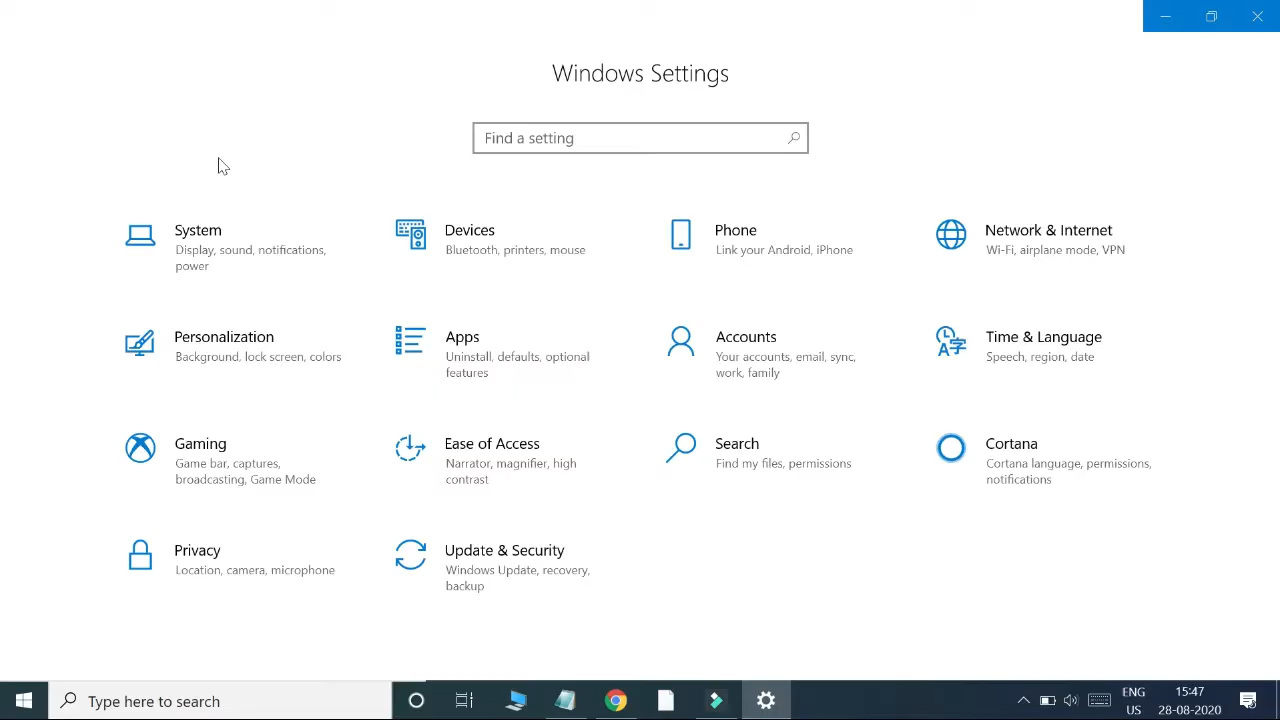 Windows Settings
Find a setting
System
Display, sound, notifications,
power
Devices
Bluetooth, printers, mouse
Phone
Link your Android, iPhone
Network & Internet
Wi-Fi, airplane mode, VPN
Personalization
Background, lock screen, colors
Apps
Uninstall, defaults, optional
features
Accounts
Your accounts, email, sync,
work, family
Time & Language
Speech, region, date
Gaming
Game bar, captures,
broadcasting, Game Mode
Ease of Access
Narrator, magnifier, high
contrast
Search
Find my files, permissions
Cortana
Cortana language, permissions,
notifications
Privacy
Location, camera, microphone
Update & Security
Windows Update, recovery,
backup
Type here to search
ENG
US
15:47
28-08-2020